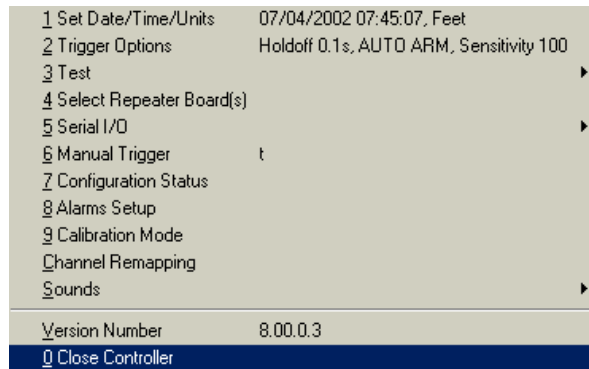 1 Set Date/Time/Units 07/04/2002 07:45:07, Feet
2 Trigger Options Holdoff 0.1s, AUTO ARM, Sensitivity 100
3 Test
4 Select Repeater Board(s)
5 Serial I/O
6 Manual Trigger t
7 Configuration Status
8 Alarms Setup
9 Calibration Mode
Channel Remapping
Sounds
Version Number 8.00.0.3
0 Close Controller